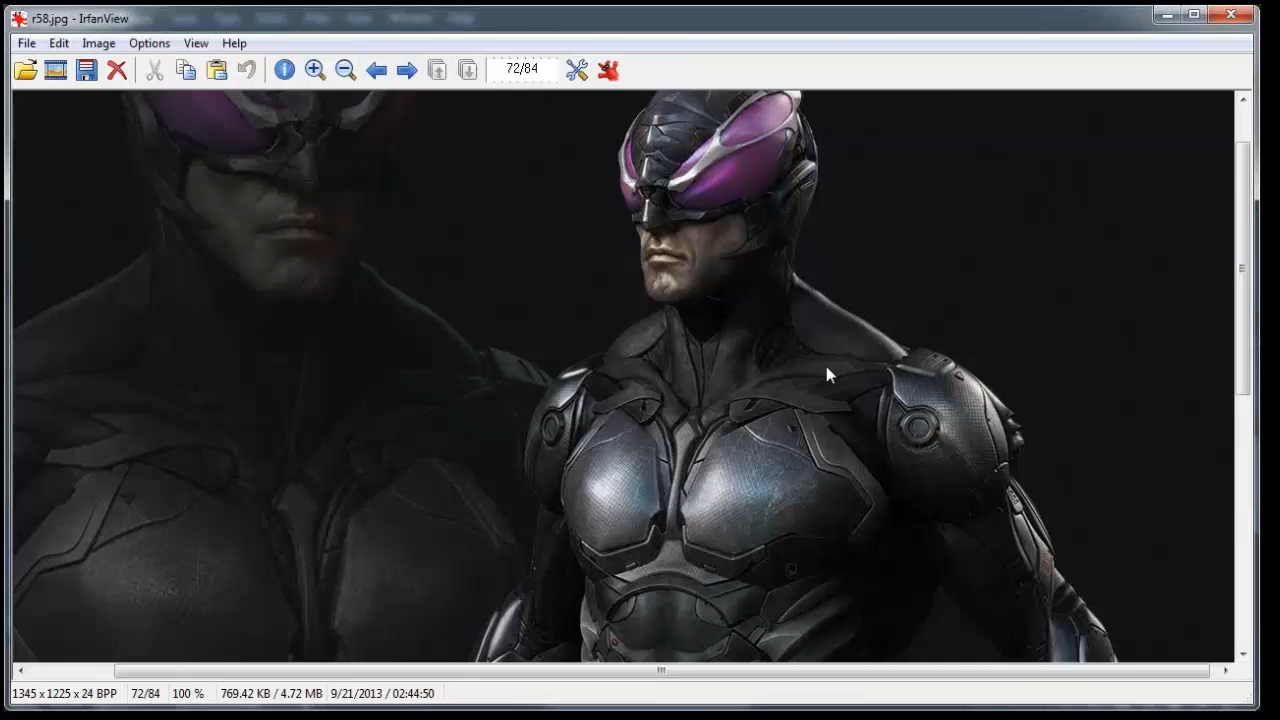 r58.jpg - IrfanView
File Edit Image Options View Help
72/84
1345 x 1225 x 24 BPP 72/84 100 % 769.42 KB / 4.72 MB 9/21/2013 / 02:44:50